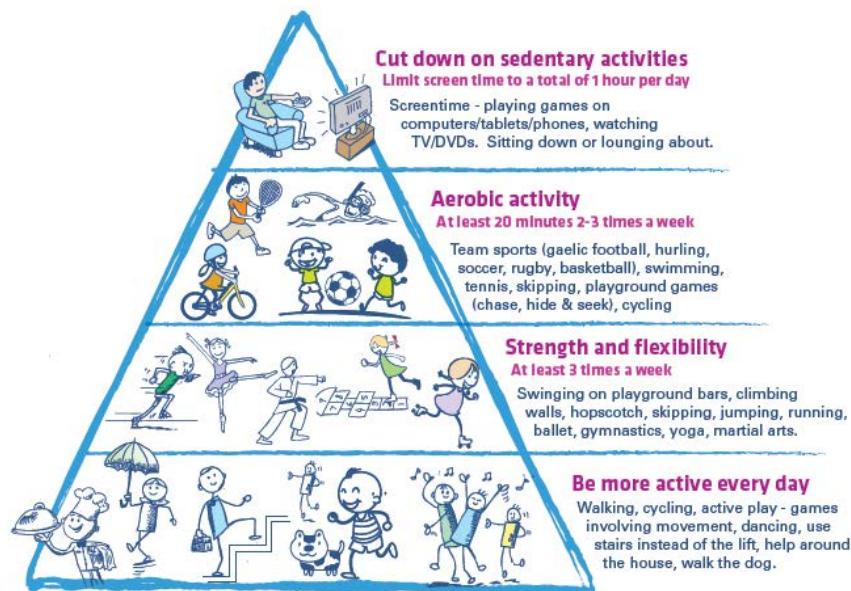 Cut down on sedentary activities
Limit screen time to a total of 1 hour per day
Screentime - playing games on
computers/tablets/phones, watching
TV/DVDs. Sitting down or lounging about.
Aerobic activity
At least 20 minutes 2-3 times a week
Team sports (gaelic football, hurling,
soccer, rugby, basketball), swimming,
tennis, skipping, playground games
(chase, hide & seek), cycling
Strength and flexibility
At least 3 times a week
Swinging on playground bars, climbing
walls, hopscotch, skipping, jumping, running,
ballet, gymnastics, yoga, martial arts.
Be more active every day
Walking, cycling, active play - games
involving movement, dancing, use
stairs instead of the lift, help around
the house, walk the dog.